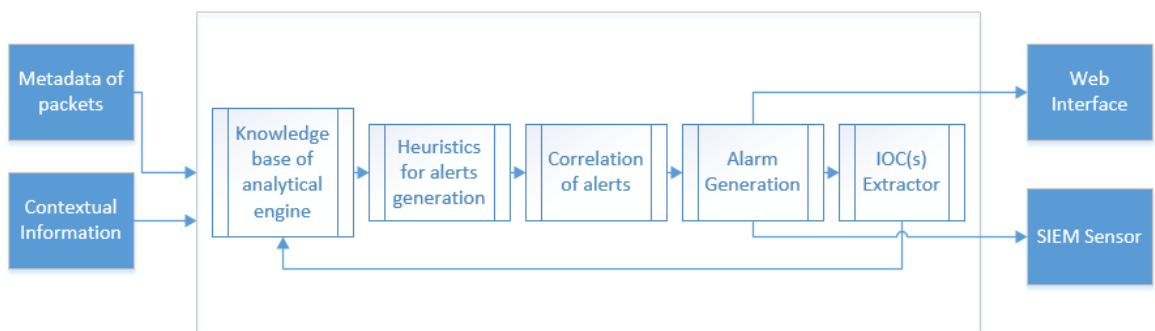 Metadata of
packets
Contextual
Information
Knowledge
base of
analytical
engine
Heuristics
for alerts
generation
Correlation
of alerts
Alarm
Generation
IOC(s)
Extractor
Web
Interface
SIEM Sensor